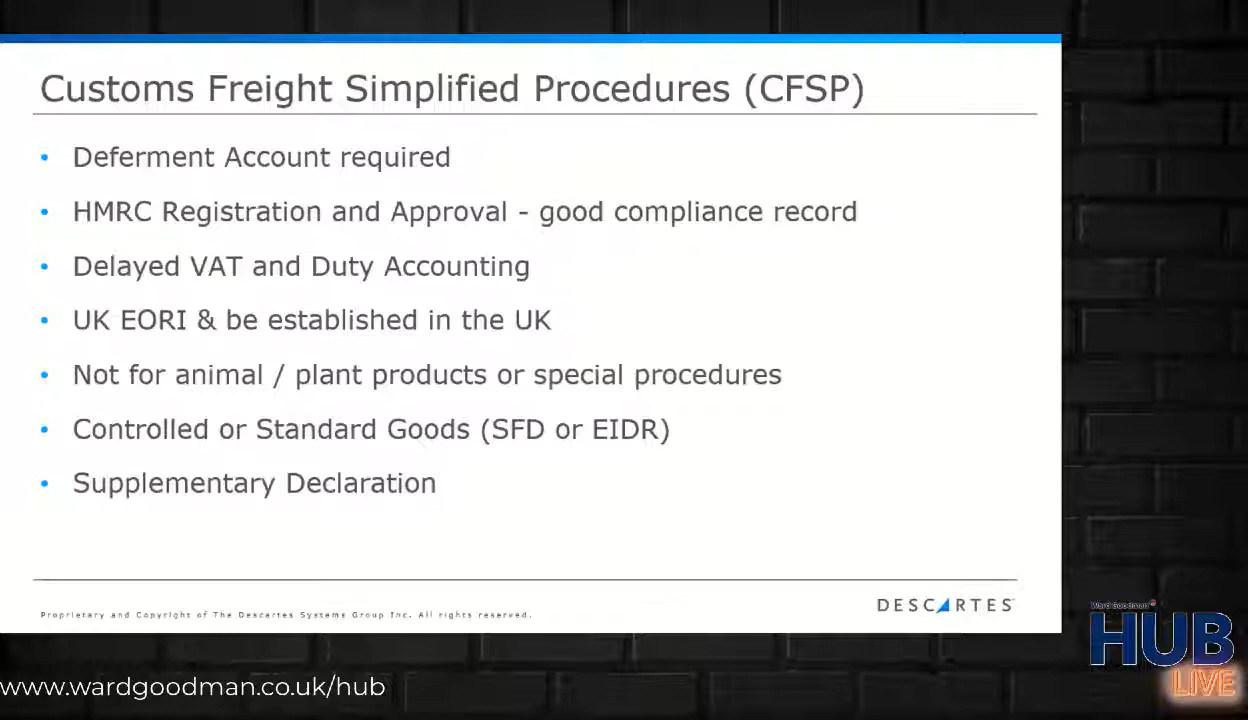 Customs Freight Simplified Procedures (CFSP)
• Deferment Account required
• HMRC Registration and Approval - good compliance record
• Delayed VAT and Duty Accounting
• UK EORI & be established in the UK
• Not for animal / plant products or special procedures
• Controlled or Standard Goods (SFD or EIDR)
• Supplementary Declaration
Proprietary and Copyright of The Descartes Systems Group Inc. All rights reserved.
DESCARTES
Ward Goodman
HUB
LIVE
www.wardgoodman.co.uk/hub